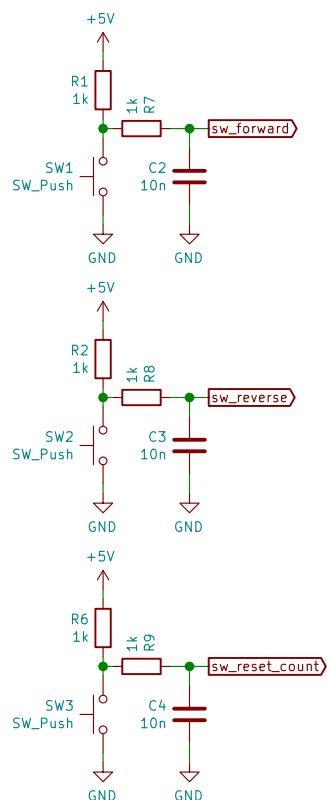 +5V
R1
1k
1k
R7
sw_forward
SW1
SW_Push
C2
10n
GND
GND
+5V
R2
1k
1k
R8
sw_reverse
SW2
SW_Push
C3
10n
GND
GND
+5V
R6
1k
1k
R9
sw_reset_count
SW3
SW_Push
C4
10n
GND
GND